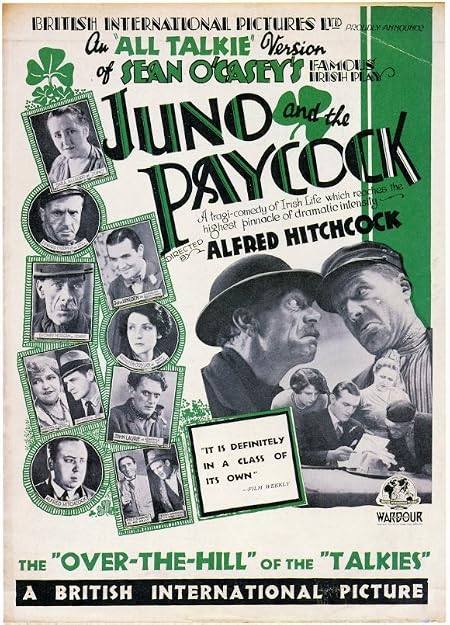 BRITISH INTERNATIONAL PICTURES LTD PROUDLY ANNOUNCE
An "ALL TALKIE" Version
of SEAN O'CASEY'S FAMOUS IRISH PLAY
JUNO and the
PAYCOCK
A tragi-comedy of Irish Life which reaches the
highest pinnacle of dramatic intensity
DIRECTED BY ALFRED HITCHCOCK
JOHN LAURIE
"IT IS DEFINITELY
IN A CLASS OF
ITS OWN"
—FILM WEEKLY
WARDOUR
THE "OVER-THE-HILL" OF THE "TALKIES"
A BRITISH INTERNATIONAL PICTURE